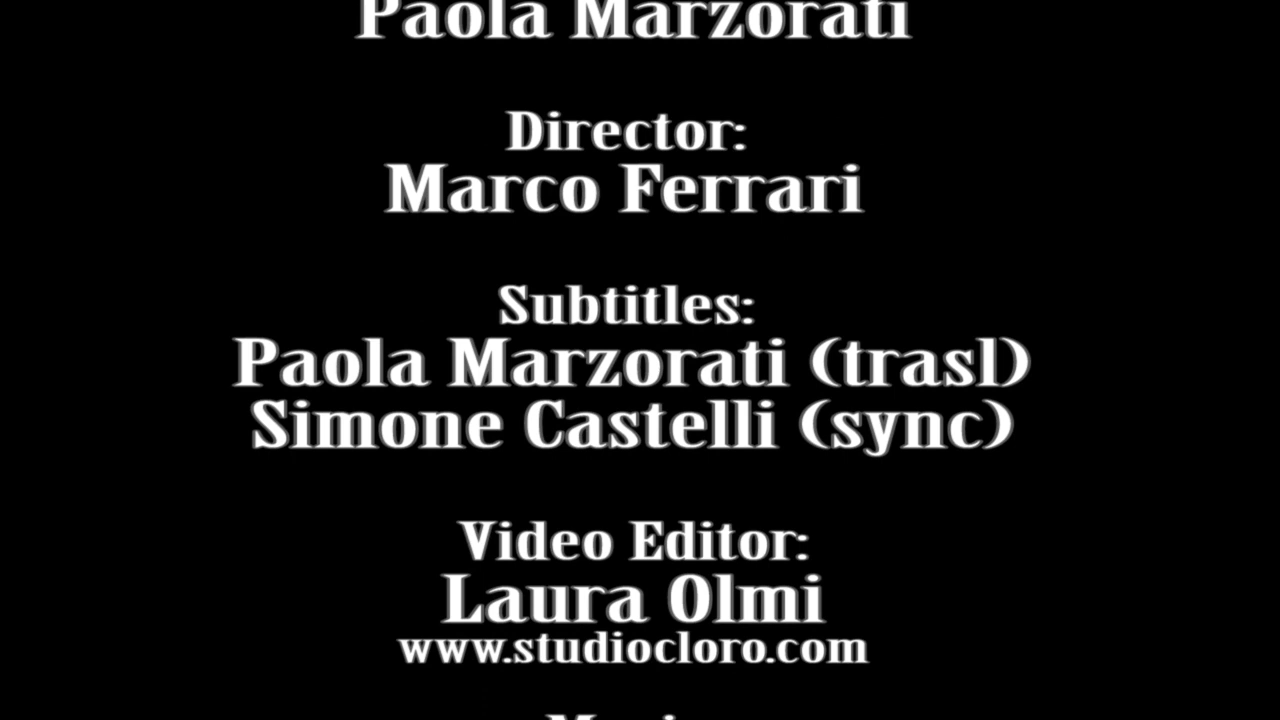 Paola Marzorati
Director:
Marco Ferrari
Subtitles:
Paola Marzorati (trasl)
Simone Castelli (sync)
Video Editor:
Laura Olmi
www.studiocloro.com